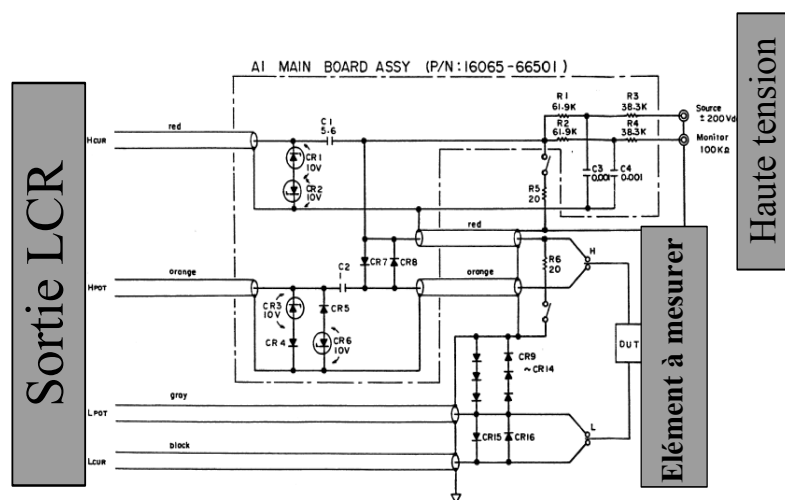 A1 MAIN BOARD ASSY (P/N:16065-66501)
Sortie LCR
Haute tension
Elément à mesurer
HCUR
red
C1
5.6
CR1
10V
CR2
10V
R1
61.9K
R3
38.3K
R2
61.9K
R4
38.3K
Source
± 200Vd
Monitor
100KΩ
C3
0.001
C4
0.001
R5
20
red
R6
20
H
HPOT
orange
C2
CR7
CR8
orange
CR3
10V
CR4
CR5
CR6
10V
DUT
CR9
~CR14
LPOT
gray
CR15
CR16
L
LCUR
black